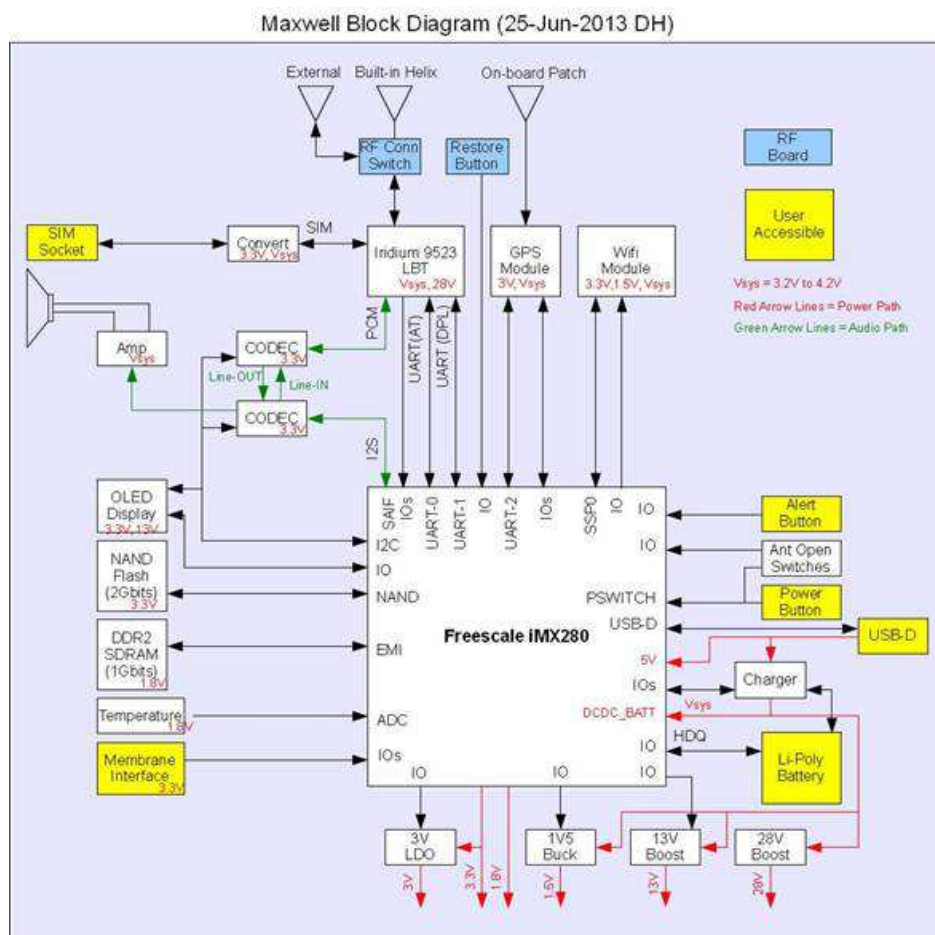 Maxwell Block Diagram (25-Jun-2013 DH)
External
Built-in Helix
On-board Patch
RF Conn
Switch
Restore
Button
RF
Board
User
Accessible
SIM
Socket
Convert
3.3V, Vsys
SIM
Iridium 9523
LBT
Vsys, 28V
GPS
Module
3V, Vsys
Wifi
Module
3.3V,1.5V, Vsys
Vsys = 3.2V to 4.2V
Red Arrow Lines = Power Path
Green Arrow Lines = Audio Path
Amp
Vsys
CODEC
3.3V
PCM
UART(AT)
UART (DPL)
Line-OUT
Line-IN
CODEC
3.3V
I2S
OLED
Display
3.3V, 13V
NAND
Flash
(2Gbits)
3.3V
DDR2
SDRAM
(1Gbits)
1.8V
Temperature
1.8V
Membrane
Interface
3.3V
SAIF
IOs
UART-0
UART-1
IO
UART-2
IOs
SSP0
IO
IO
I2C
IO
IO
NAND
PSWITCH
USB-D
Freescale iMX280
EMI
5V
IOs
DCDC_BATT
ADC
IO
IOs
IO
IO
IO
Alert
Button
Ant Open
Switches
Power
Button
USB-D
Charger
Vsys
HDQ
Li-Poly
Battery
3V
LDO
1V5
Buck
13V
Boost
28V
Boost
3V
3.3V
1.8V
1.5V
13V
28V